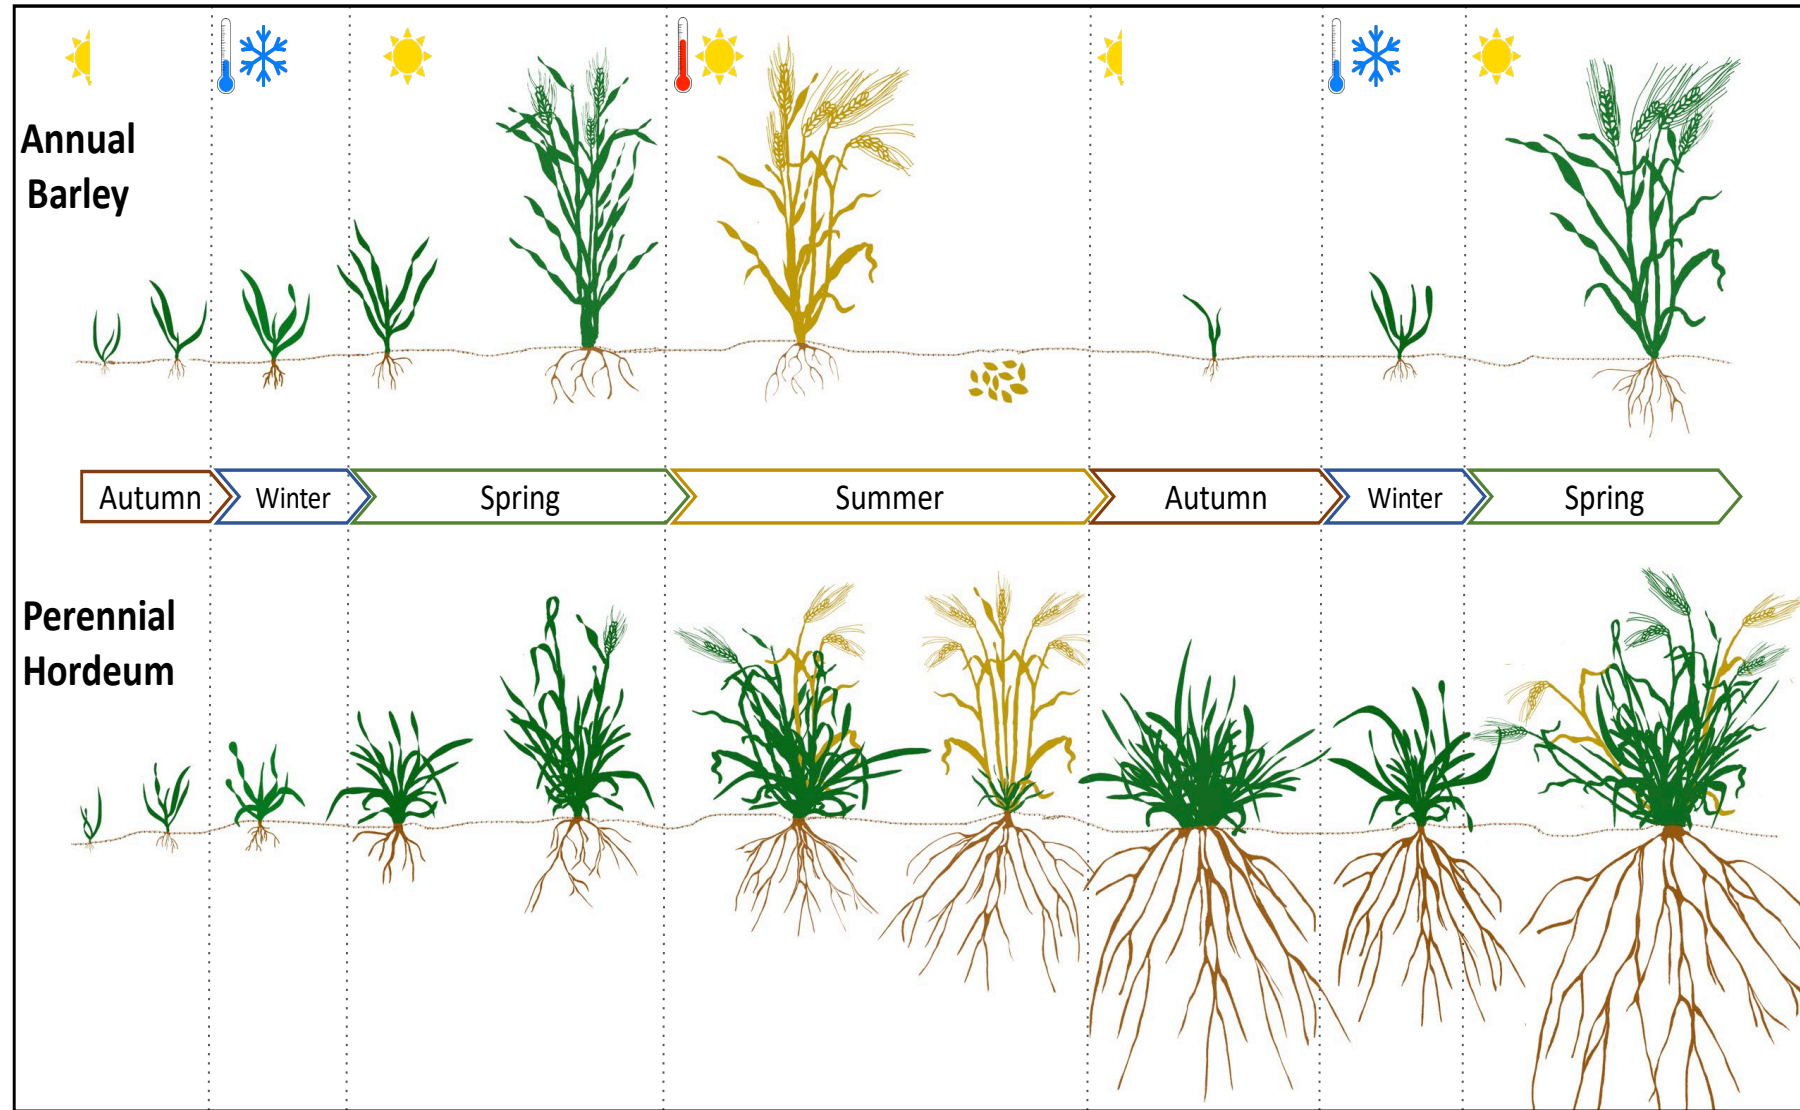 Annual
Barley
Autumn
Winter
Spring
Summer
Autumn
Winter
Spring
Perennial
Hordeum